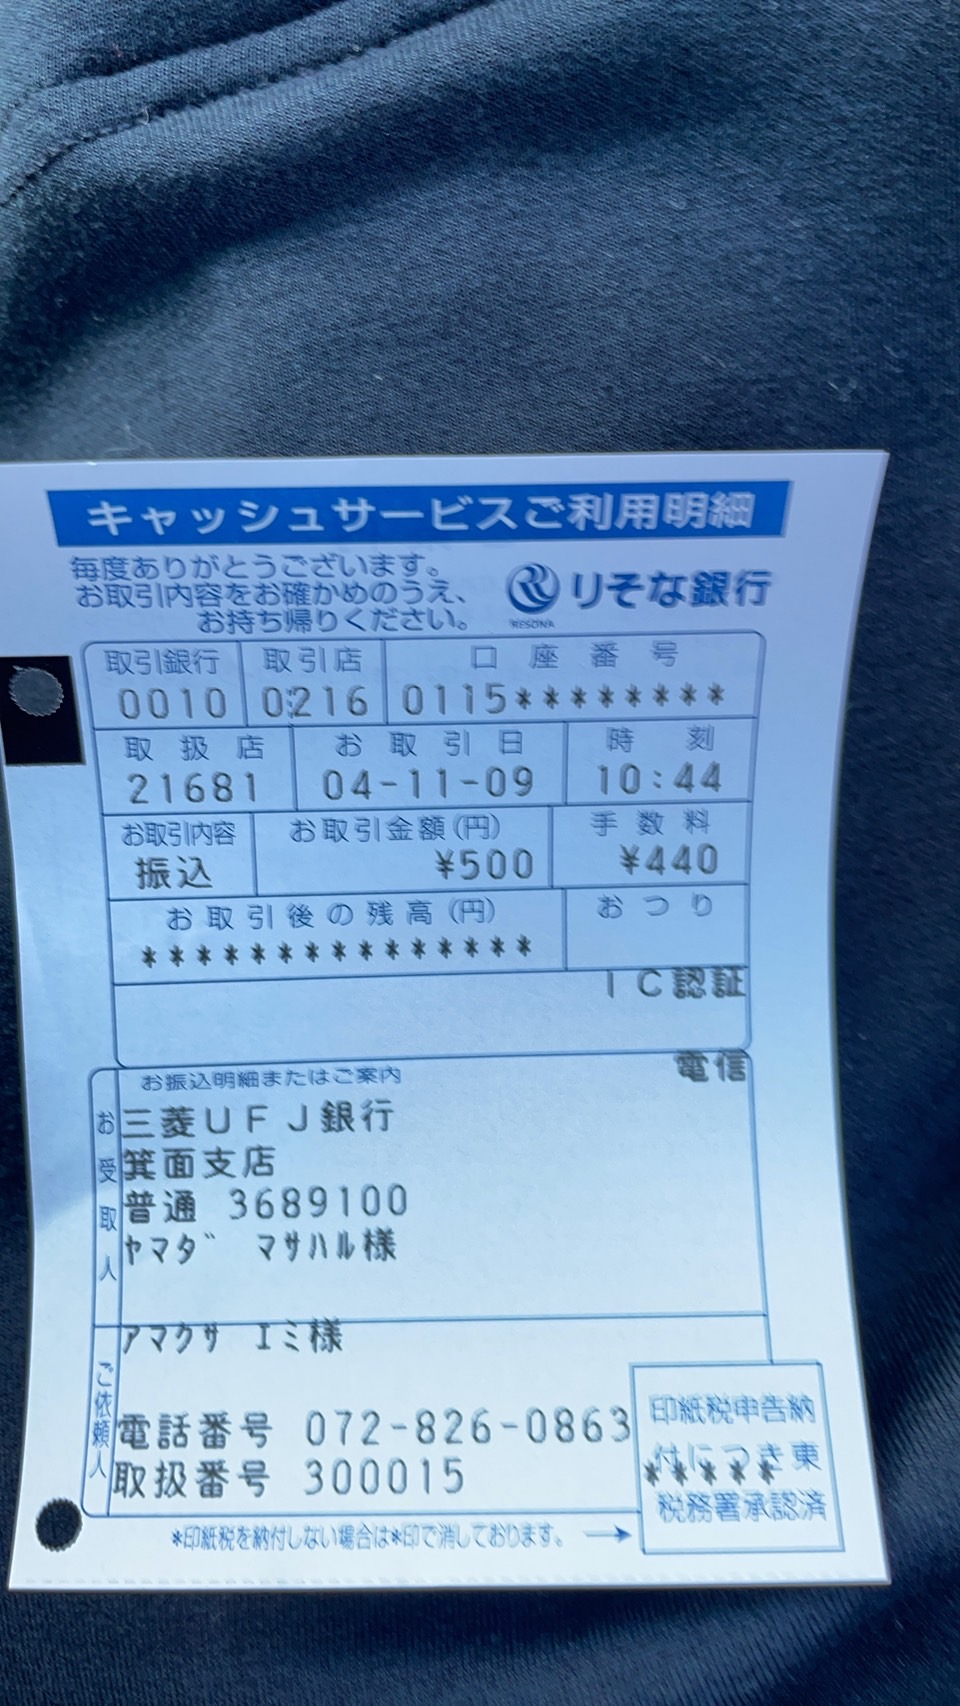 キャッシュサービスご利用明細
毎度ありがとうございます。
お取引内容をお確かめのうえ、
お持ち帰りください。
りそな銀行
RESONA
取引銀行 取引店 口座番号
0010 0216 0115********
取扱店 お取引日 時刻
21681 04-11-09 10:44
お取引内容 お取引金額(円) 手数料
振込 ¥500 ¥440
お取引後の残高(円) おつり
***************
IC認証
電信
お振込明細またはご案内
お受取人
三菱UFJ銀行
箕面支店
普通 3689100
ヤマダ マサハル様
ご依頼人
アマクサ エミ様
電話番号 072-826-0863
取扱番号 300015
印紙税申告納
付につき東
*****
税務署承認済
*印紙税を納付しない場合は*印で消しております。 →